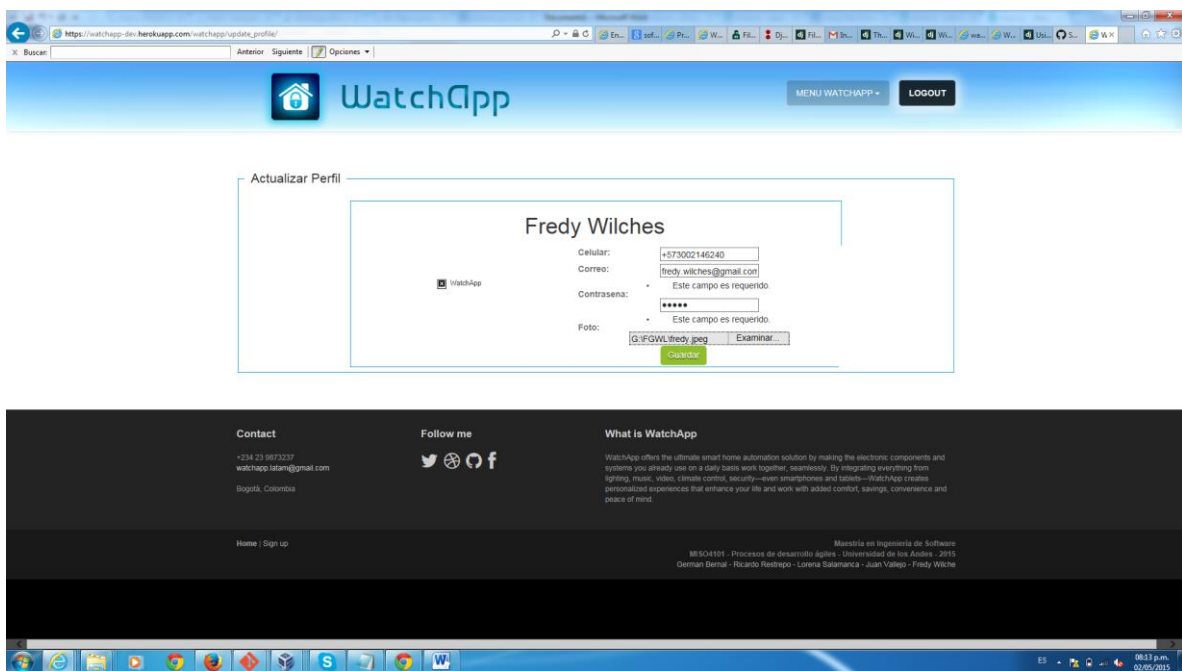 https://watchapp-dev.herokuapp.com/watchapp/update_profile/
x Buscar: Anterior Siguiente Opciones
WatchApp
MENU WATCHAPP
LOGOUT
Actualizar Perfil
Fredy Wilches
WatchApp
Celular: +573002146240
Correo: fredy.wilches@gmail.com
Este campo es requerido.
Contrasena: •••••
Este campo es requerido.
Foto: G:\FGWL\fredy.jpeg Examinar...
Guardar
Contact
+234 23 9873237
watchapp.latam@gmail.com
Bogotá, Colombia
Follow me
What is WatchApp
WatchApp offers the ultimate smart home automation solution by making the electronic components and
systems you already use on a daily basis work together, seamlessly. By integrating everything from
lighting, music, video, climate control, security—even smartphones and tablets—WatchApp creates
personalized experiences that enhance your life and work with added comfort, savings, convenience and
peace of mind.
Home | Sign up
Maestría en Ingeniería de Software
MISO4101 - Procesos de desarrollo ágiles - Universidad de los Andes - 2015
German Bernal - Ricardo Restrepo - Lorena Salamanca - Juan Vallejo - Fredy Wilche
ES
08:13 p.m.
02/05/2015